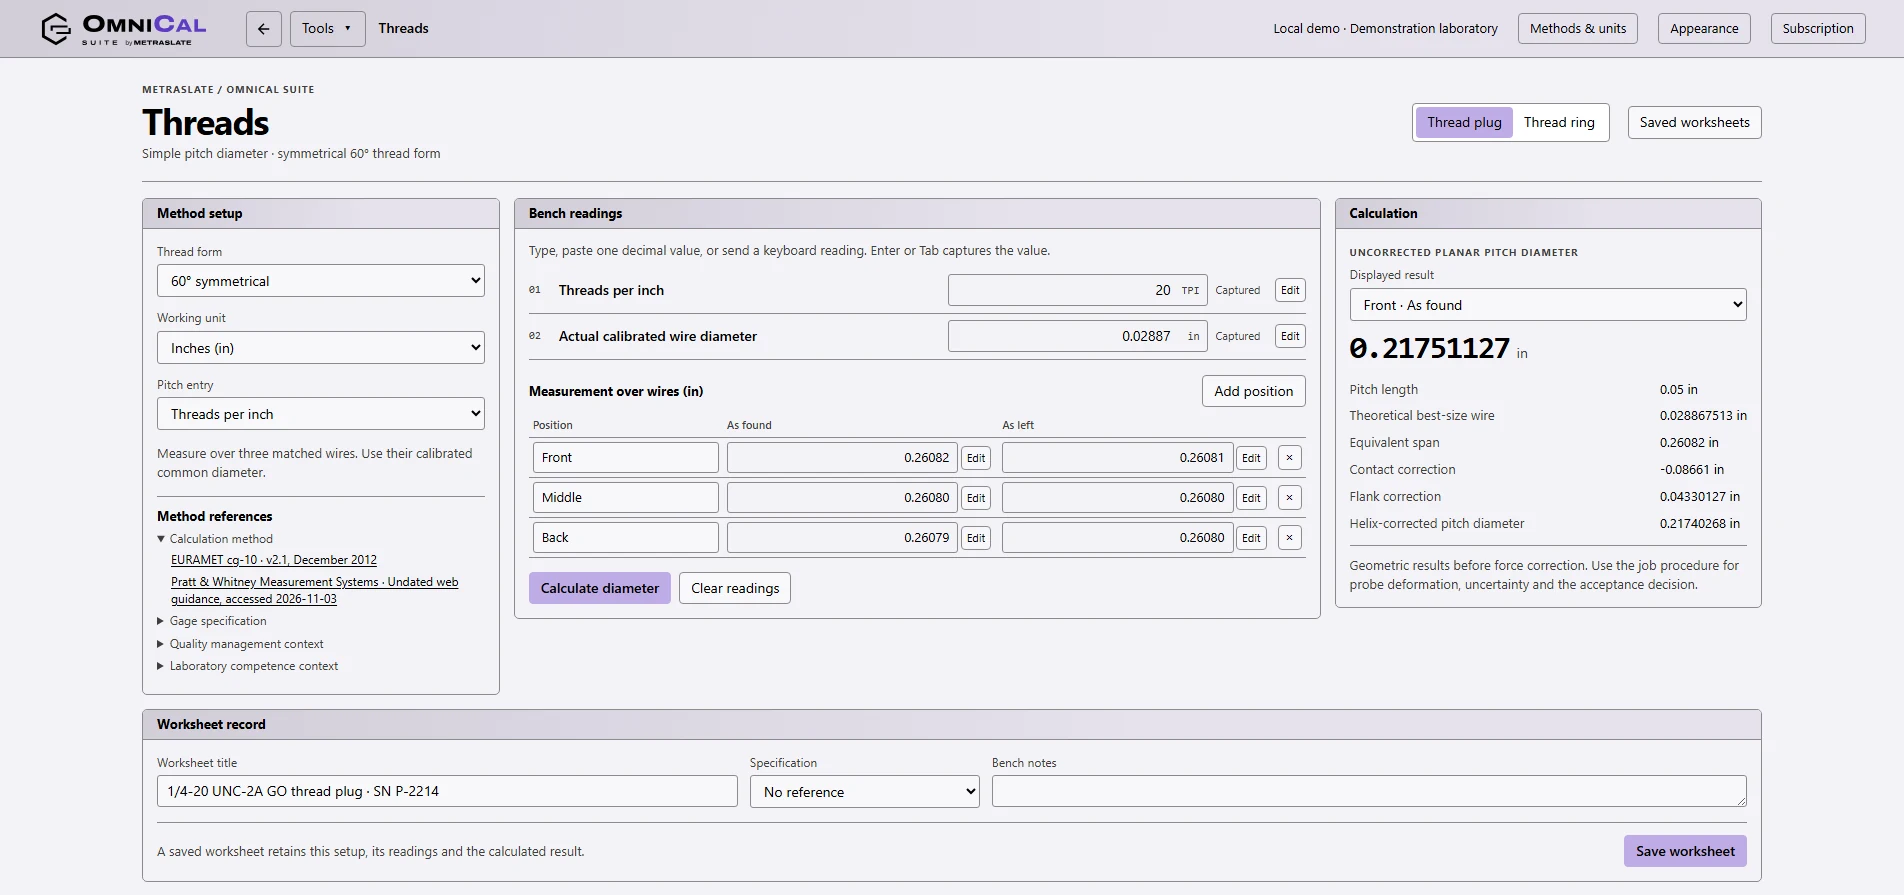 OMNICAL
SUITE by METRASLATE
←
Tools ▾
Threads
Local demo · Demonstration laboratory
Methods & units
Appearance
Subscription
METRASLATE / OMNICAL SUITE
Threads
Simple pitch diameter · symmetrical 60° thread form
Thread plug
Thread ring
Saved worksheets
Method setup
Thread form
60° symmetrical
Working unit
Inches (in)
Pitch entry
Threads per inch
Measure over three matched wires. Use their calibrated
common diameter.
Method references
▼ Calculation method
EURAMET cg-10 · v2.1, December 2012
Pratt & Whitney Measurement Systems · Undated web
guidance, accessed 2026-11-03
▶ Gage specification
▶ Quality management context
▶ Laboratory competence context
Bench readings
Type, paste one decimal value, or send a keyboard reading. Enter or Tab captures the value.
01 Threads per inch 20 TPI Captured Edit
02 Actual calibrated wire diameter 0.02887 in Captured Edit
Measurement over wires (in) Add position
Position As found As left
Front 0.26082 Edit 0.26081 Edit ×
Middle 0.26080 Edit 0.26080 Edit ×
Back 0.26079 Edit 0.26080 Edit ×
Calculate diameter
Clear readings
Calculation
UNCORRECTED PLANAR PITCH DIAMETER
Displayed result
Front · As found
0.21751127 in
Pitch length 0.05 in
Theoretical best-size wire 0.028867513 in
Equivalent span 0.26082 in
Contact correction -0.08661 in
Flank correction 0.04330127 in
Helix-corrected pitch diameter 0.21740268 in
Geometric results before force correction. Use the job procedure for
probe deformation, uncertainty and the acceptance decision.
Worksheet record
Worksheet title
1/4-20 UNC-2A GO thread plug · SN P-2214
Specification
No reference
Bench notes
A saved worksheet retains this setup, its readings and the calculated result.
Save worksheet